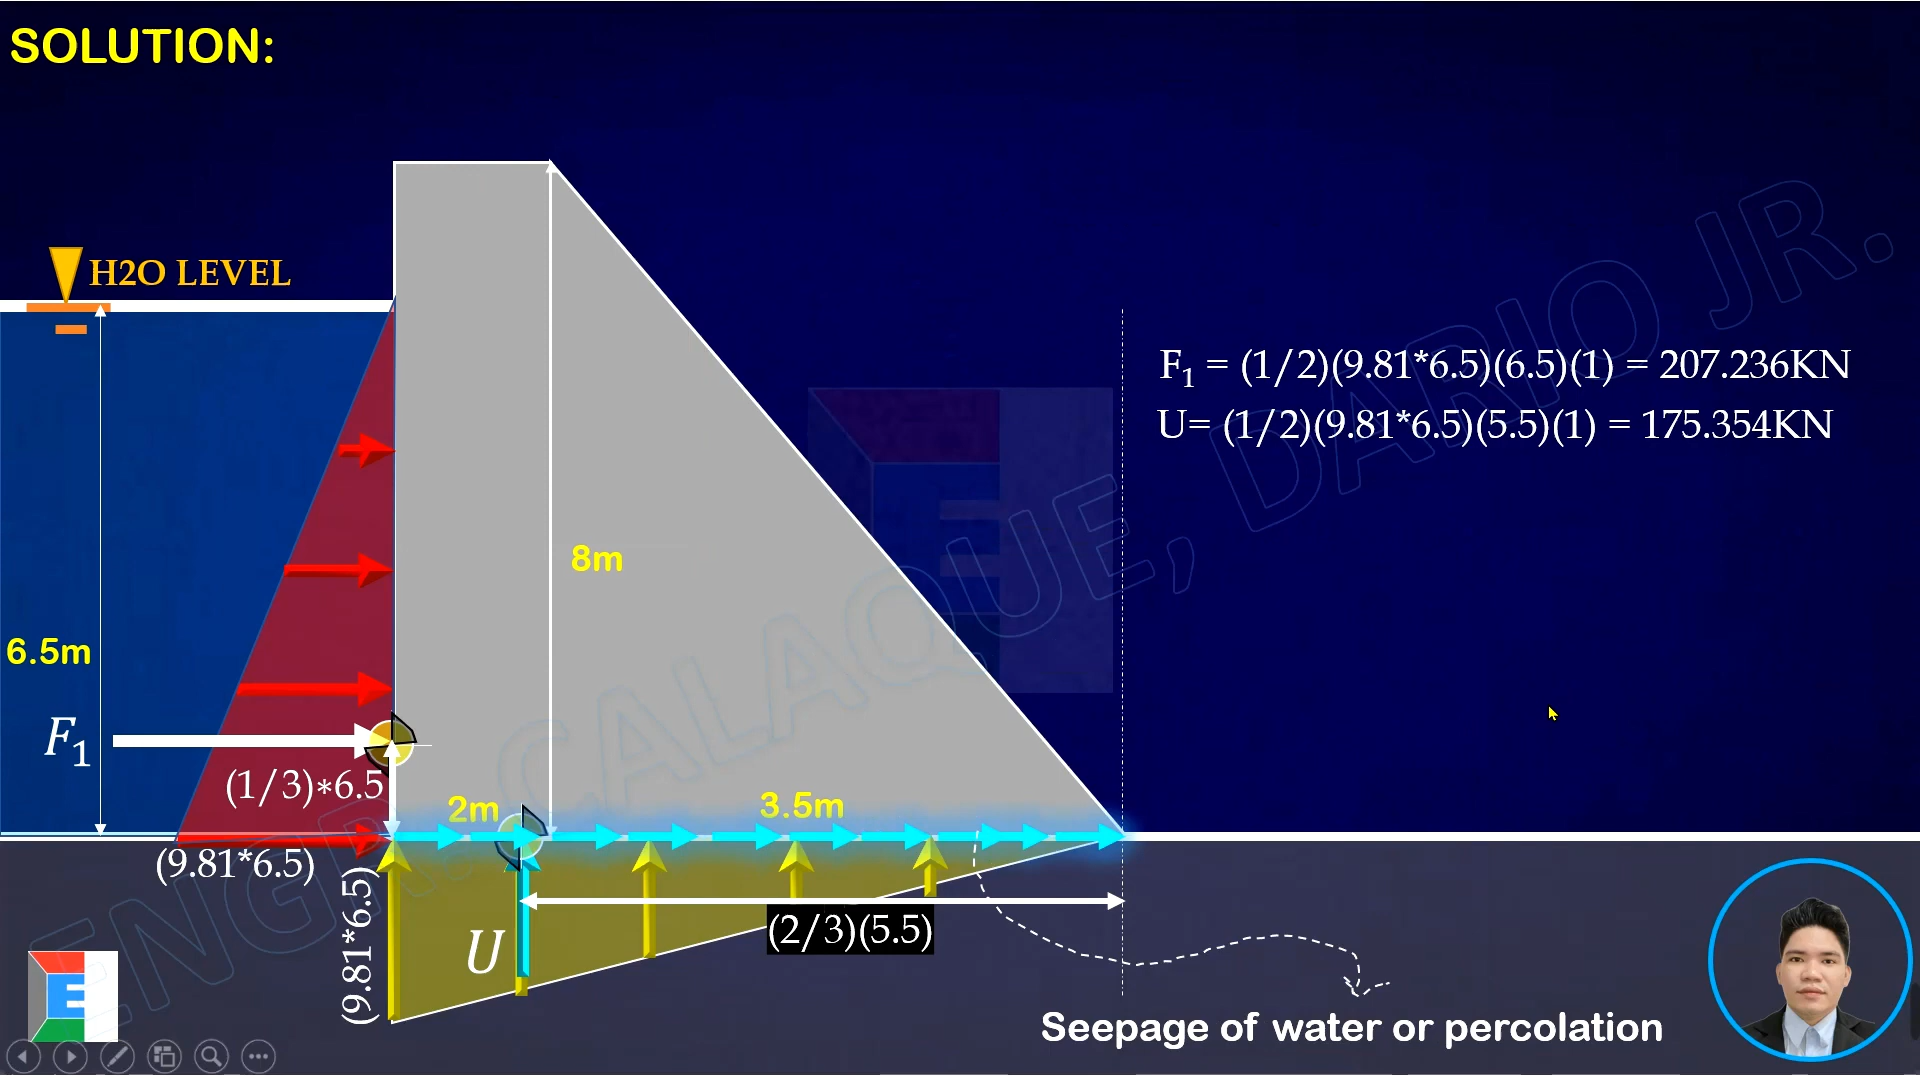 SOLUTION:
H2O LEVEL
F₁ = (1/2)(9.81*6.5)(6.5)(1) = 207.236KN
U= (1/2)(9.81*6.5)(5.5)(1) = 175.354KN
8m
6.5m
F₁
(1/3)*6.5
2m
3.5m
(9.81*6.5)
(9.81*6.5)
U
(2/3)(5.5)
Seepage of water or percolation
ENGR. CALAQUE, DARIO JR.
E
E